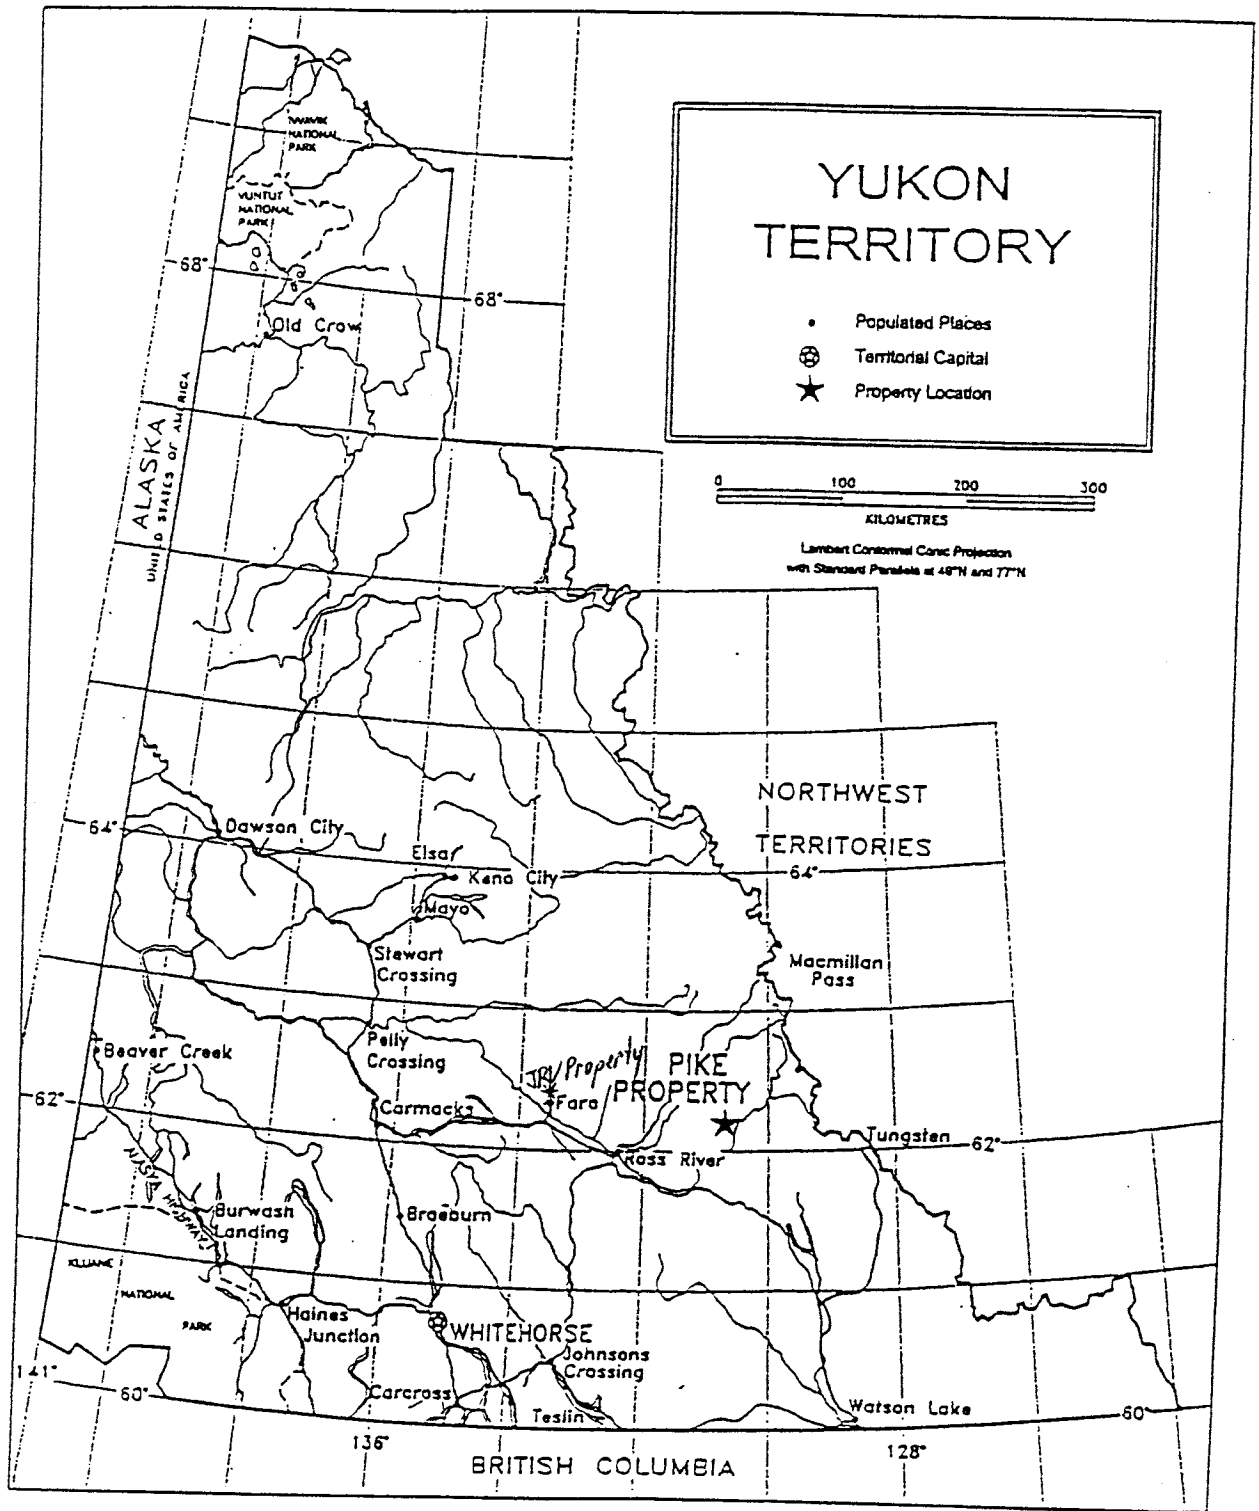 YUKON
TERRITORY
Populated Places
Territorial Capital
Property Location
0 100 200 300
KILOMETRES
Lambert Conformal Conic Projection
with Standard Parallels at 49°N and 77°N
NATIONAL
PARK
VUNTUT
NATIONAL
PARK
68°
68°
Old Crow
ALASKA
UNITED STATES OF AMERICA
NORTHWEST
TERRITORIES
64°
64°
Dawson City
Elsa
Keno City
Mayo
Stewart
Crossing
Macmillan
Pass
Beaver Creek
Pelly
Crossing
Property
PIKE
PROPERTY
Faro
Carmacks
62°
62°
Tungsten
Ross River
Burwash
Landing
Braeburn
KLUANE
NATIONAL
PARK
Haines
Junction
WHITEHORSE
Johnsons
Crossing
Carcross
Teslin
Watson Lake
141°
60°
60°
136°
128°
BRITISH COLUMBIA